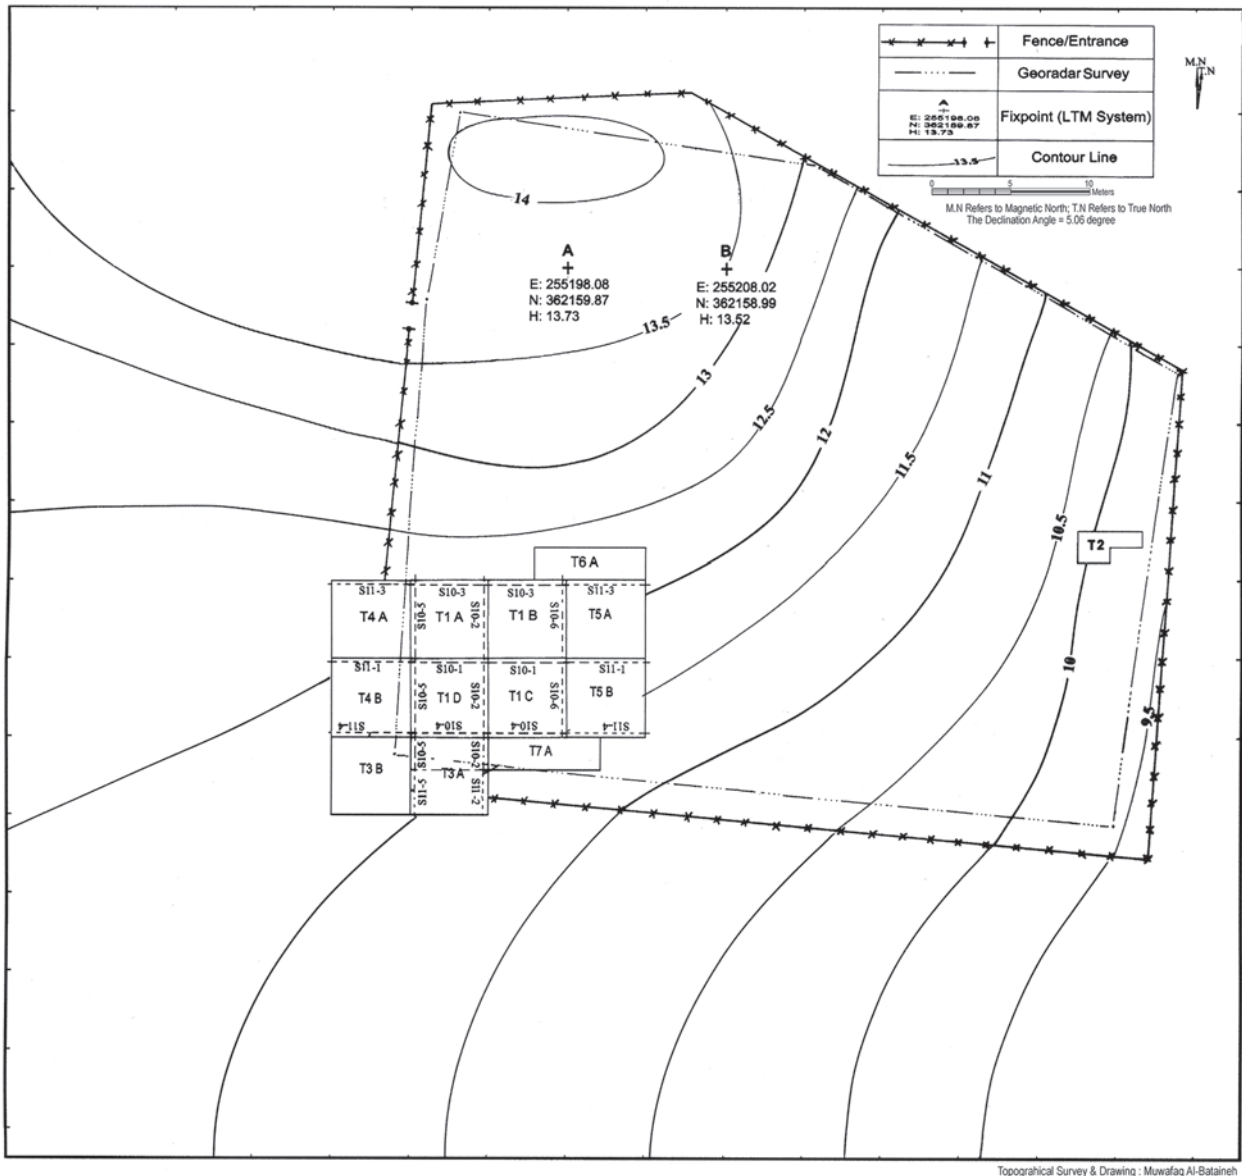 Fence/Entrance
Georadar Survey
A
E: 255198.08
N: 362159.87
H: 13.73
Fixpoint (LTM System)
13.5
Contour Line
M.N
T.N
0 5 10
Meters
M.N Refers to Magnetic North; T.N Refers to True North
The Declination Angle = 5.06 degree
14
A
E: 255198.08
N: 362159.87
H: 13.73
B
E: 255208.02
N: 362158.99
H: 13.52
13.5
13
12.5
12
11.5
11
10.5
10
9.5
T2
T6 A
S11-3 S10-3 S10-3 S11-3
T4 A S10-5 T1 A S10-2 T1 B S10-6 T5 A
S11-1 S10-1 S10-1 S11-1
T4 B S10-5 T1 D S10-2 T1 C S10-6 T5 B
S11-4 S10-4 S10-4 S11-4
T3 B S10-5 T3 A S10-2 T7 A
S11-5 S11-2
Topograhical Survey & Drawing : Muwafaq Al-Bataineh